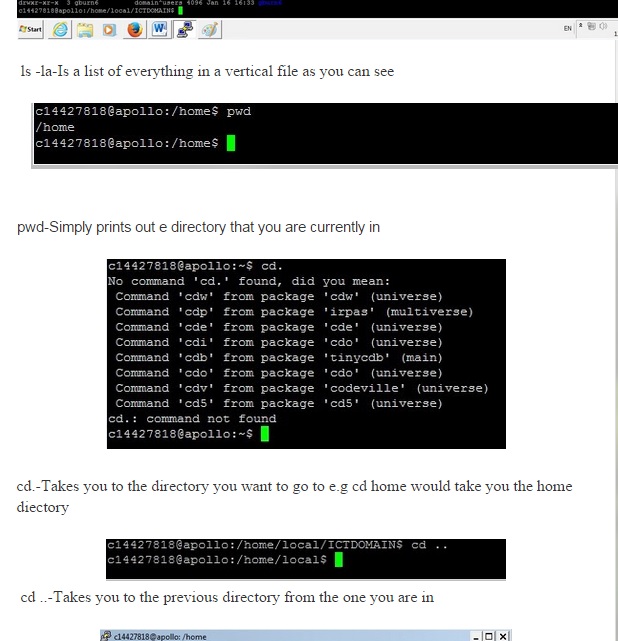 drwxr-xr-x 3 gburn6 domain^users 4096 Jan 16 16:33
c14427818@apollo:/home/local/ICTDOMAIN$
Start
W
EN
ls -la-Is a list of everything in a vertical file as you can see
c14427818@apollo:/home$ pwd
/home
c14427818@apollo:/home$
pwd-Simply prints out e directory that you are currently in
c14427818@apollo:~$ cd.
No command 'cd.' found, did you mean:
Command 'cdw' from package 'cdw' (universe)
Command 'cdp' from package 'irpas' (multiverse)
Command 'cde' from package 'cde' (universe)
Command 'cdi' from package 'cdo' (universe)
Command 'cdb' from package 'tinycdb' (main)
Command 'cdo' from package 'cdo' (universe)
Command 'cdv' from package 'codeville' (universe)
Command 'cd5' from package 'cd5' (universe)
cd.: command not found
c14427818@apollo:~$
cd.-Takes you to the directory you want to go to e.g cd home would take you the home
diectory
c14427818@apollo:/home/local/ICTDOMAIN$ cd ..
c14427818@apollo:/home/local$
cd ..-Takes you to the previous directory from the one you are in
c14427818@apollo: /home